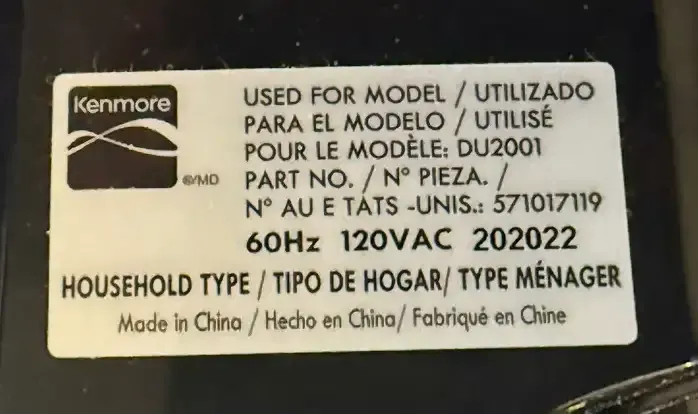 Kenmore
®/MD
USED FOR MODEL / UTILIZADO
PARA EL MODELO / UTILISÉ
POUR LE MODÈLE: DU2001
PART NO. / N° PIEZA. /
N° AU E TATS -UNIS.: 571017119
60Hz 120VAC 202022
HOUSEHOLD TYPE / TIPO DE HOGAR/ TYPE MÉNAGER
Made in China / Hecho en China/ Fabriqué en Chine